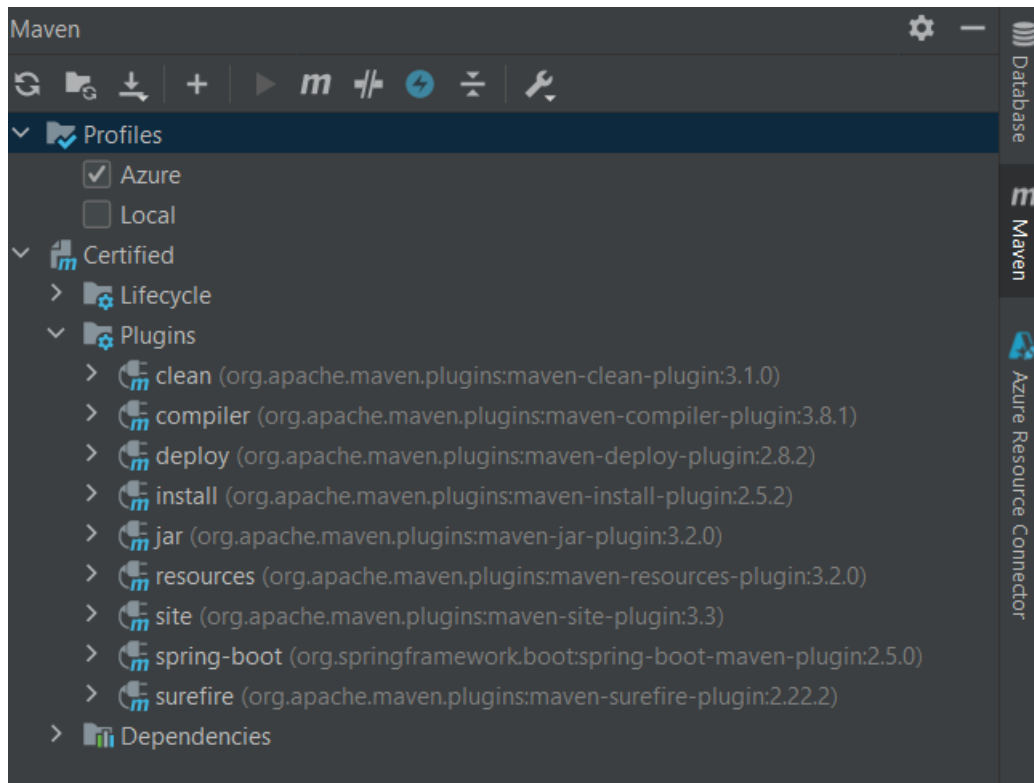 Maven
m
Profiles
Azure
Local
Certified
Lifecycle
Plugins
clean (org.apache.maven.plugins:maven-clean-plugin:3.1.0)
compiler (org.apache.maven.plugins:maven-compiler-plugin:3.8.1)
deploy (org.apache.maven.plugins:maven-deploy-plugin:2.8.2)
install (org.apache.maven.plugins:maven-install-plugin:2.5.2)
jar (org.apache.maven.plugins:maven-jar-plugin:3.2.0)
resources (org.apache.maven.plugins:maven-resources-plugin:3.2.0)
site (org.apache.maven.plugins:maven-site-plugin:3.3)
spring-boot (org.springframework.boot:spring-boot-maven-plugin:2.5.0)
surefire (org.apache.maven.plugins:maven-surefire-plugin:2.22.2)
Dependencies
Database
m Maven
Azure Resource Connector